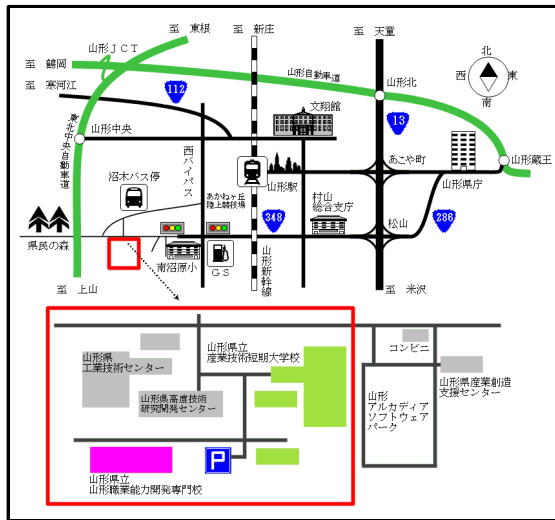 至 東根
至 新庄
至 天童
山形JCT
至 鶴岡
山形自動車道
山形北
北
西
東
南
至 寒河江
112
文翔館
13
東北中央自動車道
山形中央
西バイパス
あこや町
山形蔵王
沼木バス停
山形駅
山形県庁
あかねヶ丘
陸上競技場
村山
総合支庁
348
松山
286
県民の森
南沼原小
GS
山形新幹線
至 上山
至 米沢
山形県立
産業技術短期大学校
コンビニ
山形県
工業技術センター
山形県産業創造
支援センター
山形県高度技術
研究開発センター
山形
アルカディア
ソフトウェア
パーク
P
山形県立
山形職業能力開発専門校